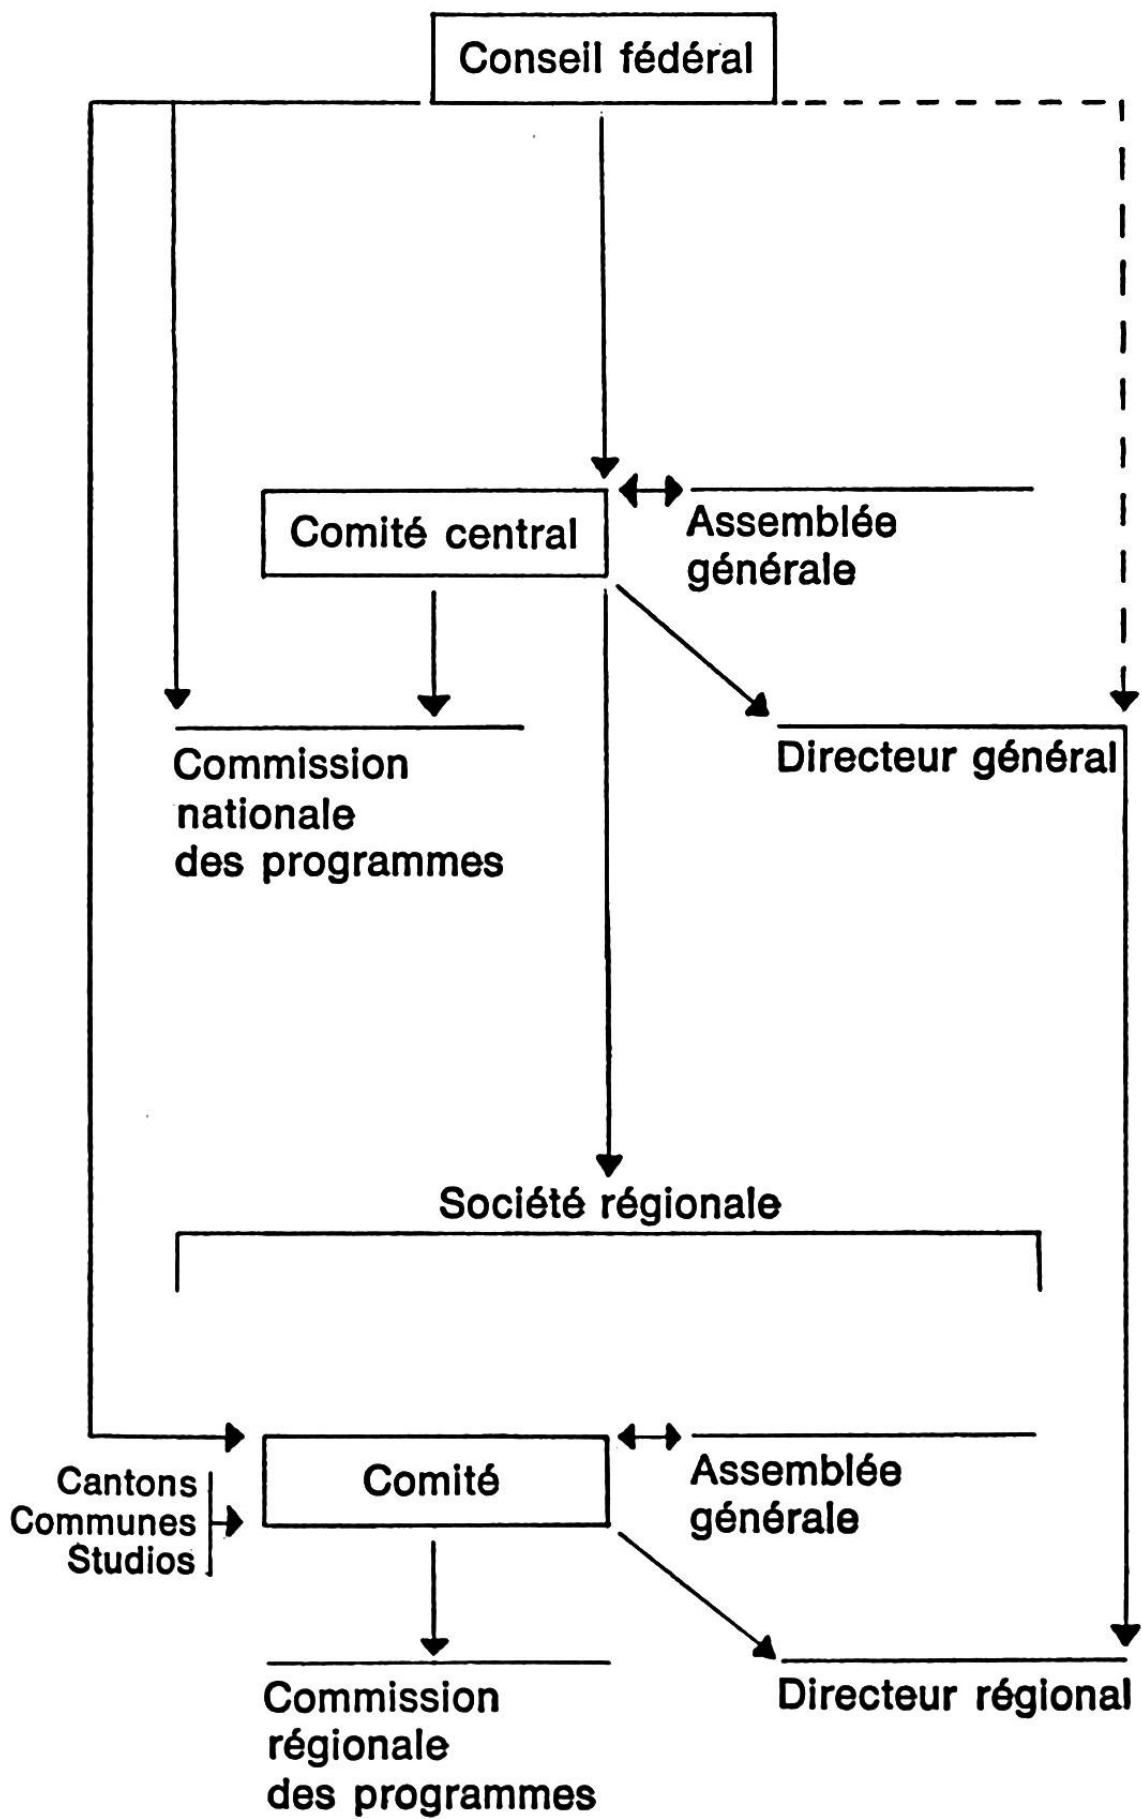 Conseil fédéral
Comité central
Assemblée
générale
Commission
nationale
des programmes
Directeur général
Société régionale
Cantons
Communes
Studios
Comité
Assemblée
générale
Commission
régionale
des programmes
Directeur régional